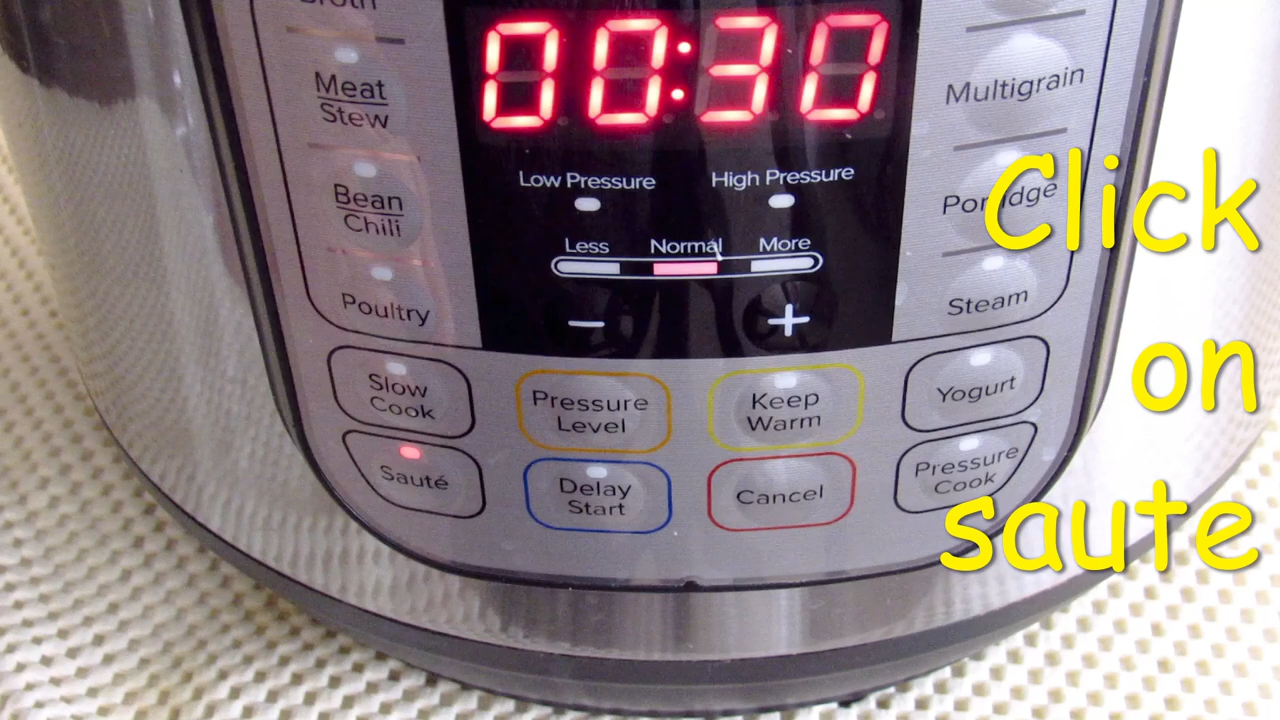 Broth
00:30
Meat
Stew
Multigrain
Low Pressure
High Pressure
Bean
Chili
Porridge
Less
Normal
More
Poultry
Steam
−
+
Slow
Cook
Pressure
Level
Keep
Warm
Yogurt
Sauté
Delay
Start
Cancel
Pressure
Cook
Click
on
saute